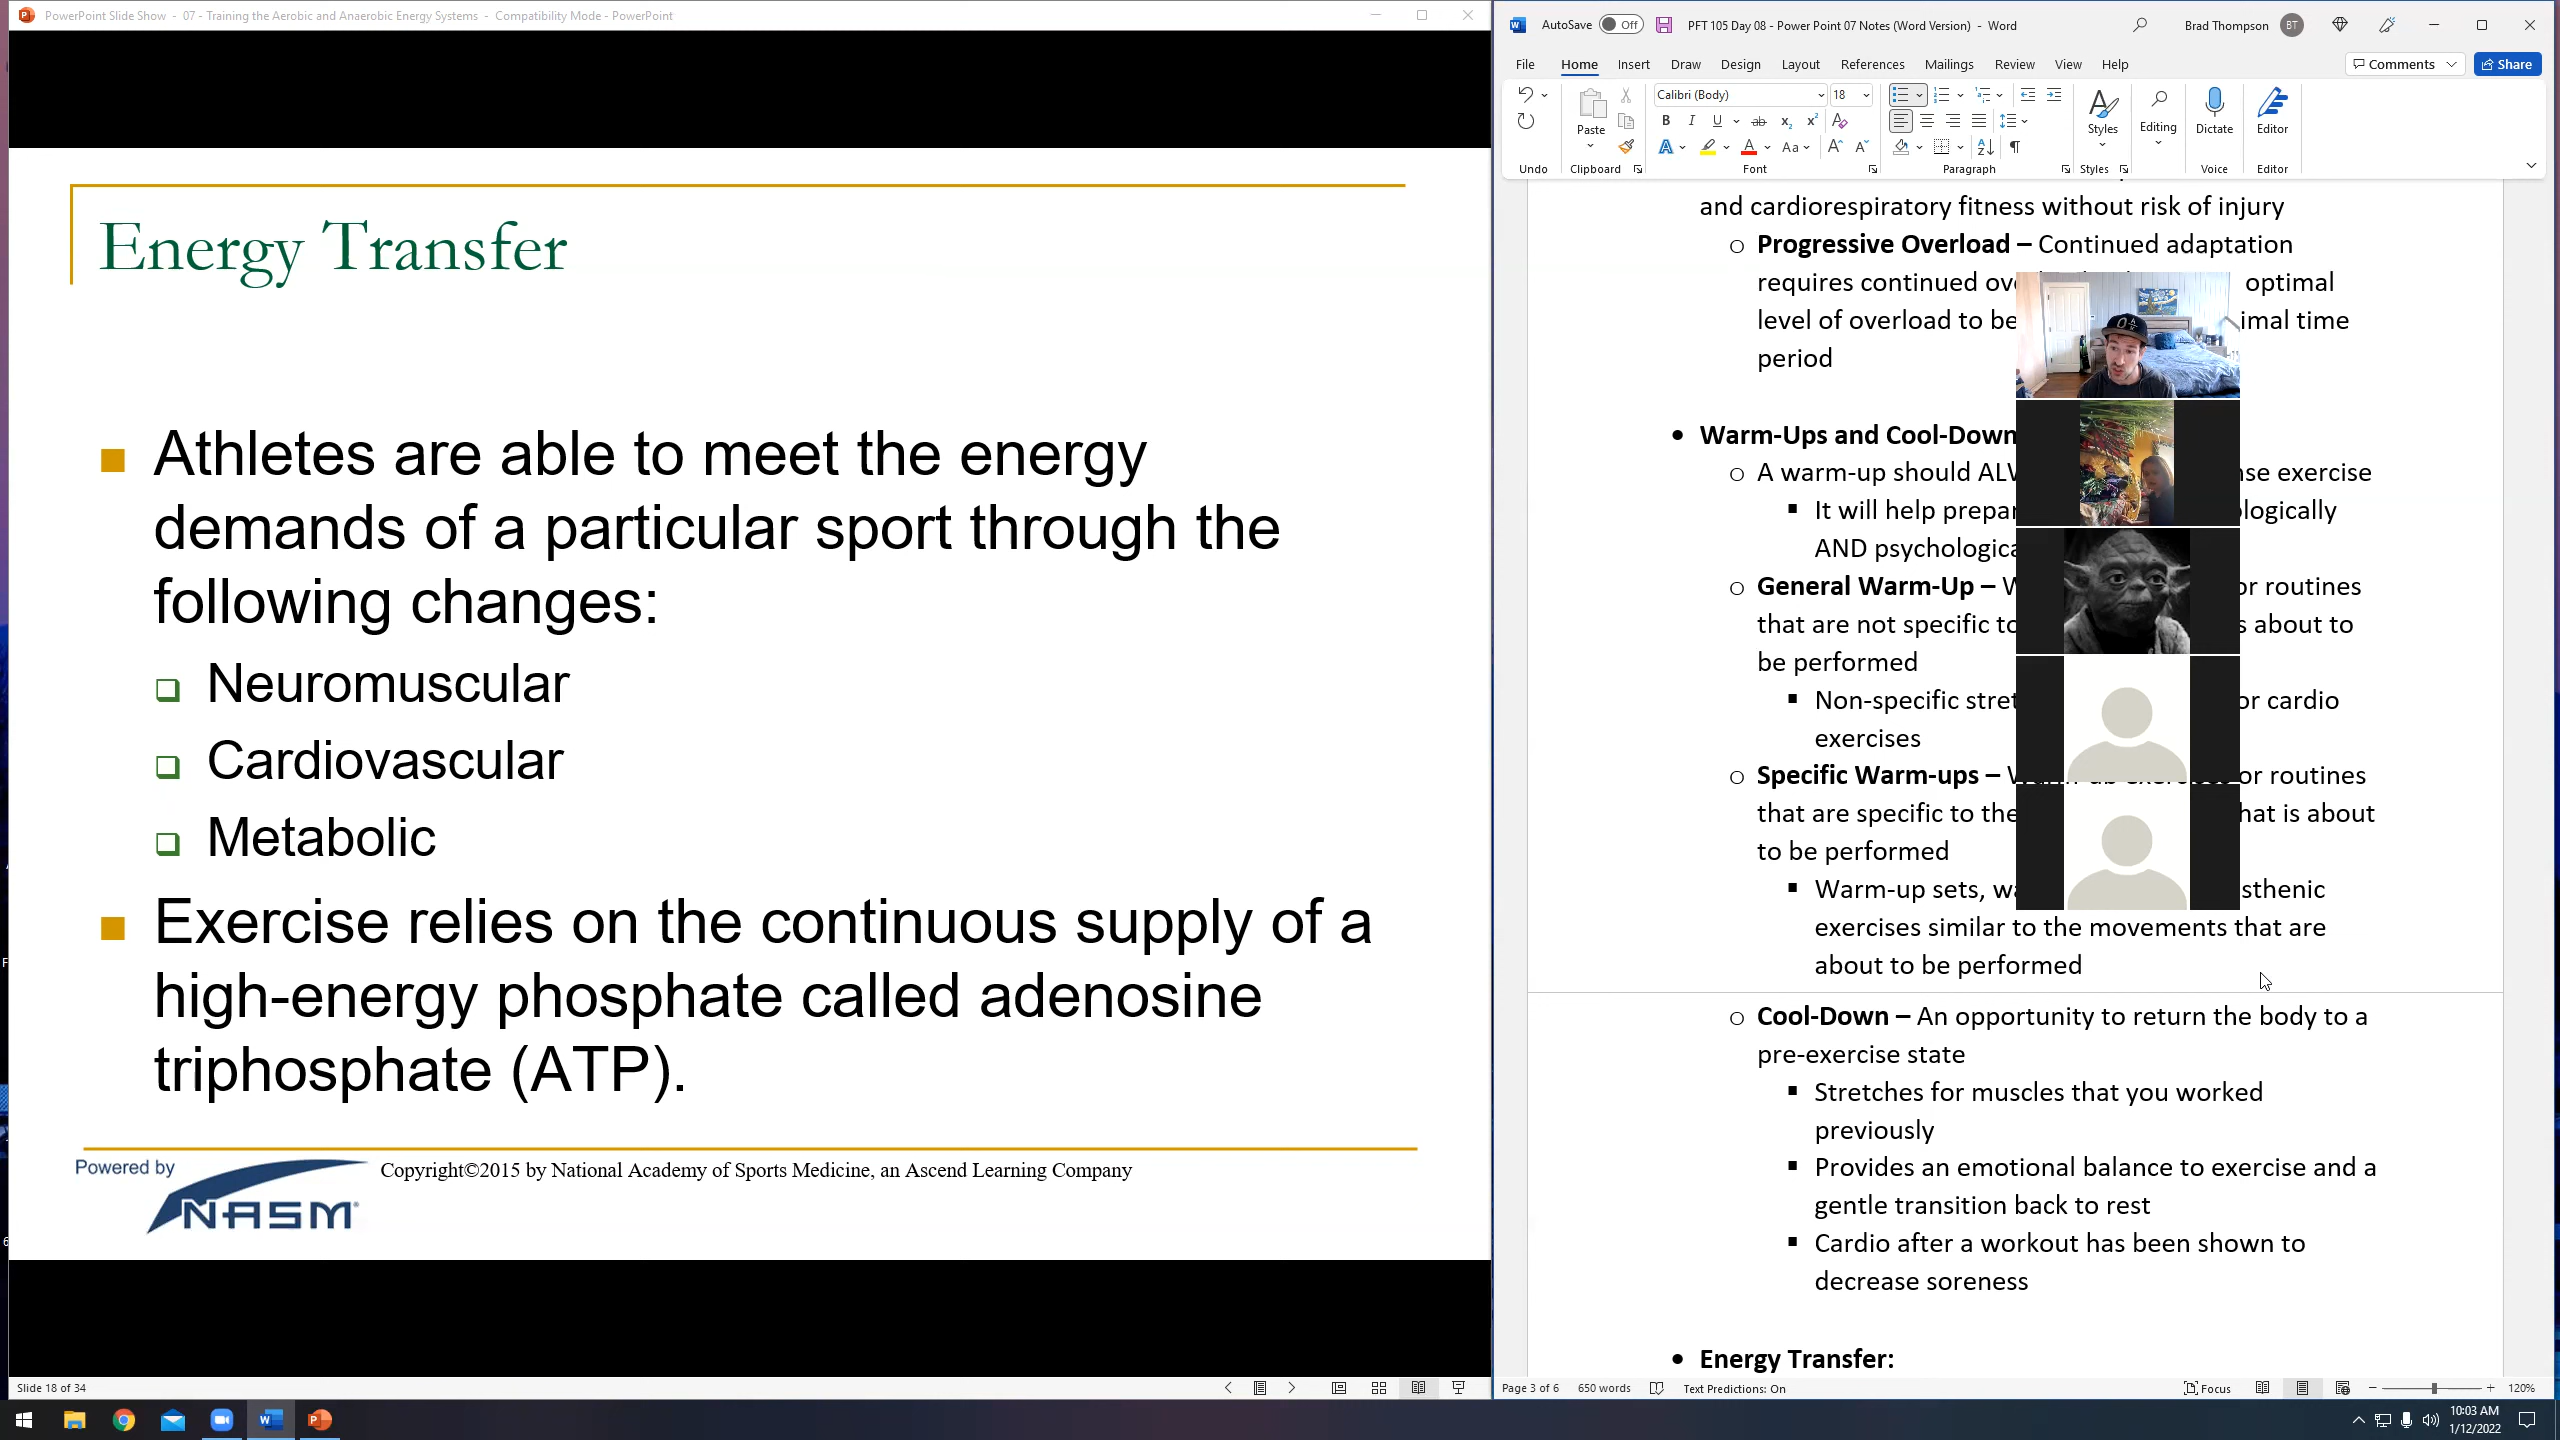 PowerPoint Slide Show - 07 - Training the Aerobic and Anaerobic Energy Systems - Compatibility Mode - PowerPoint
Energy Transfer
Athletes are able to meet the energy
demands of a particular sport through the
following changes:
Neuromuscular
Cardiovascular
Metabolic
Exercise relies on the continuous supply of a
high-energy phosphate called adenosine
triphosphate (ATP).
Powered by
NASM
Copyright©2015 by National Academy of Sports Medicine, an Ascend Learning Company
Slide 18 of 34
AutoSave Off PFT 105 Day 08 - Power Point 07 Notes (Word Version) - Word Brad Thompson BT
File Home Insert Draw Design Layout References Mailings Review View Help Comments Share
Calibri (Body) 18
Paste Styles Editing Dictate Editor
Undo Clipboard Font Paragraph Styles Voice Editor
and cardiorespiratory fitness without risk of injury
o Progressive Overload – Continued adaptation
requires continued optimal
level of overload to be time
period
• Warm-Ups and Cool-Down
o A warm-up should exercise
▪ It will help
AND
o General Warm-Up – or routines
that are not specific about to
be performed
▪ Non-specific or cardio
exercises
o Specific Warm-ups – or routines
that are specific to the is about
to be performed
▪ Warm-up sets,
exercises similar to the movements that are
about to be performed
o Cool-Down – An opportunity to return the body to a
pre-exercise state
▪ Stretches for muscles that you worked
previously
▪ Provides an emotional balance to exercise and a
gentle transition back to rest
▪ Cardio after a workout has been shown to
decrease soreness
• Energy Transfer:
Page 3 of 6 650 words Text Predictions: On Focus 120%
10:03 AM
1/12/2022